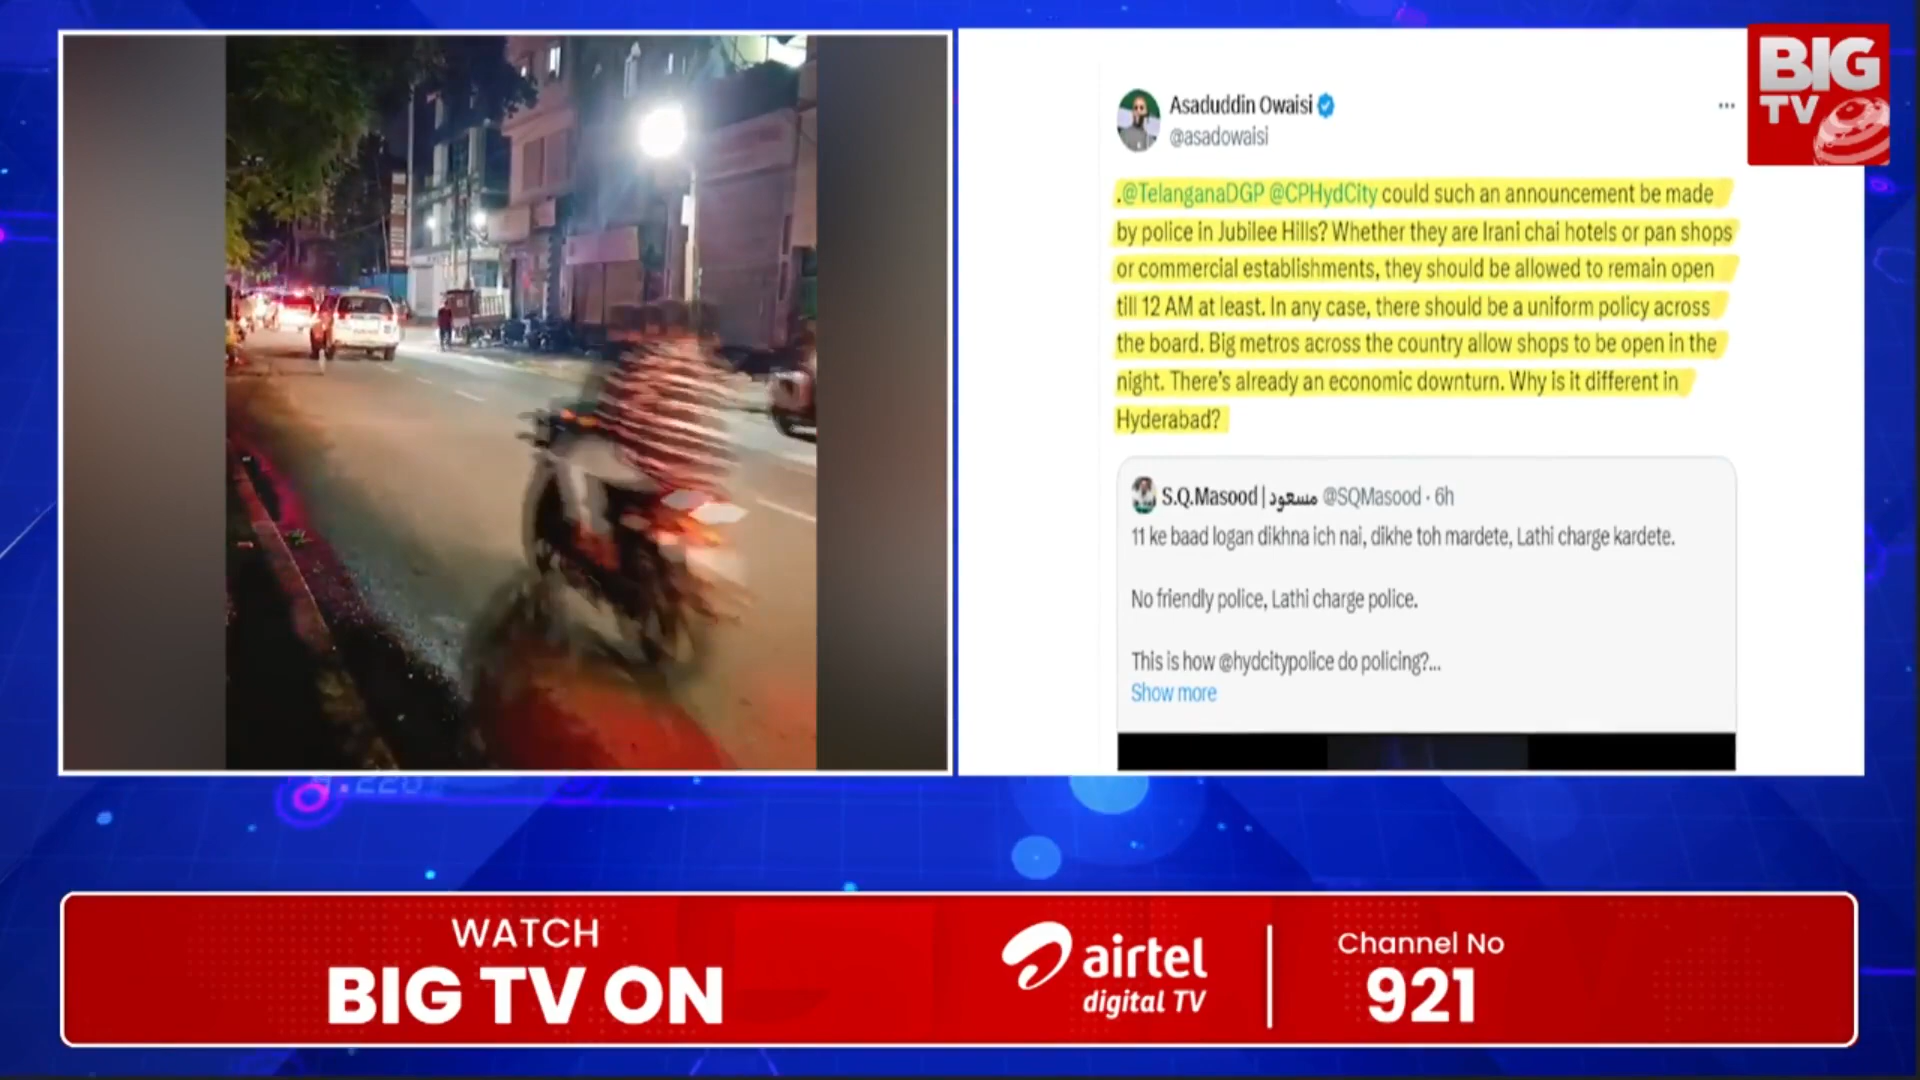 BIG
TV
Asaduddin Owaisi
@asadowaisi
.@TelanganaDGP @CPHydCity could such an announcement be made
by police in Jubilee Hills? Whether they are Irani chai hotels or pan shops
or commercial establishments, they should be allowed to remain open
till 12 AM at least. In any case, there should be a uniform policy across
the board. Big metros across the country allow shops to be open in the
night. There's already an economic downturn. Why is it different in
Hyderabad?
S.Q.Masood | مسعود @SQMasood · 6h
11 ke baad logan dikhna ich nai, dikhe toh mardete, Lathi charge kardete.
No friendly police, Lathi charge police.
This is how @hydcitypolice do policing?...
Show more
WATCH
BIG TV ON
airtel
digital TV
Channel No
921